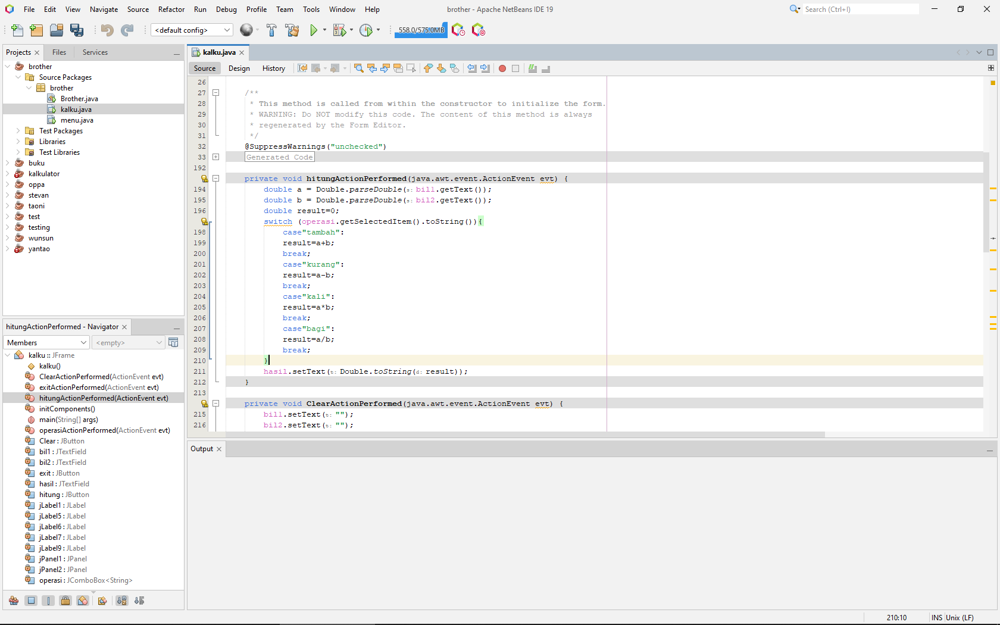 File Edit View Navigate Source Refactor Run Debug Profile Team Tools Window Help
brother - Apache NetBeans IDE 19
Search (Ctrl+I)
<default config>
558.0/575.0MB
Projects
Files
Services
brother
Source Packages
brother
Brother.java
kalku.java
menu.java
Test Packages
Libraries
Test Libraries
buku
kalkulator
oppa
stevan
taoni
test
testing
wunsun
yantao
hitungActionPerformed - Navigator
Members
<empty>
kalku :: JFrame
kalku()
ClearActionPerformed(ActionEvent evt)
exitActionPerformed(ActionEvent evt)
hitungActionPerformed(ActionEvent evt)
initComponents()
main(String[] args)
operasiActionPerformed(ActionEvent evt)
Clear : JButton
bil1 : JTextField
bil2 : JTextField
exit : JButton
hasil : JTextField
hitung : JButton
jLabel1 : JLabel
jLabel5 : JLabel
jLabel6 : JLabel
jLabel7 : JLabel
jLabel9 : JLabel
jPanel1 : JPanel
jPanel2 : JPanel
operasi : JComboBox<String>
kalku.java
Source Design History
26
27 /**
28 * This method is called from within the constructor to initialize the form.
29 * WARNING: Do NOT modify this code. The content of this method is always
30 * regenerated by the Form Editor.
31 */
32 @SuppressWarnings("unchecked")
33 Generated Code
192
private void hitungActionPerformed(java.awt.event.ActionEvent evt) {
194 double a = Double.parseDouble(s: bil1.getText());
195 double b = Double.parseDouble(s: bil2.getText());
196 double result=0;
switch (operasi.getSelectedItem().toString()){
198 case"tambah":
199 result=a+b;
200 break;
201 case"kurang":
202 result=a-b;
203 break;
204 case"kali":
205 result=a*b;
206 break;
207 case"bagi":
208 result=a/b;
209 break;
210 }
211 hasil.setText(t: Double.toString(d: result));
212 }
213
private void ClearActionPerformed(java.awt.event.ActionEvent evt) {
215 bil1.setText(t: "");
216 bil2.setText(t: "");
Output
210:10
INS
Unix (LF)